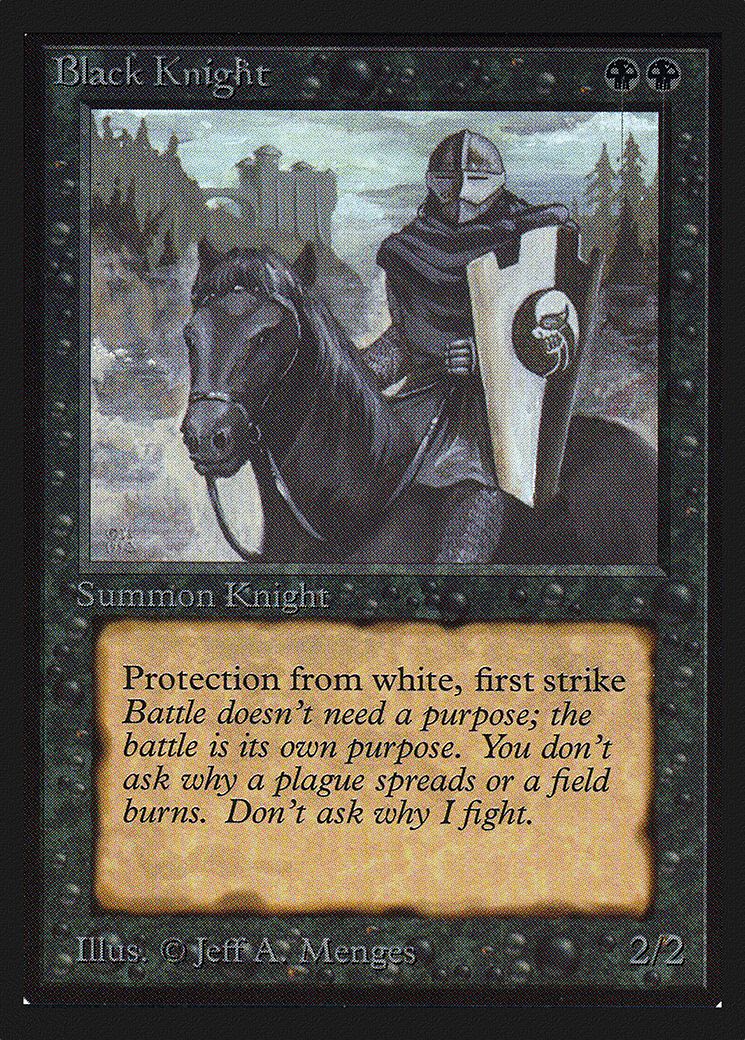 Black Knight
Summon Knight
Protection from white, first strike
Battle doesn't need a purpose; the
battle is its own purpose. You don't
ask why a plague spreads or a field
burns. Don't ask why I fight.
Illus. © Jeff A. Menges
2/2